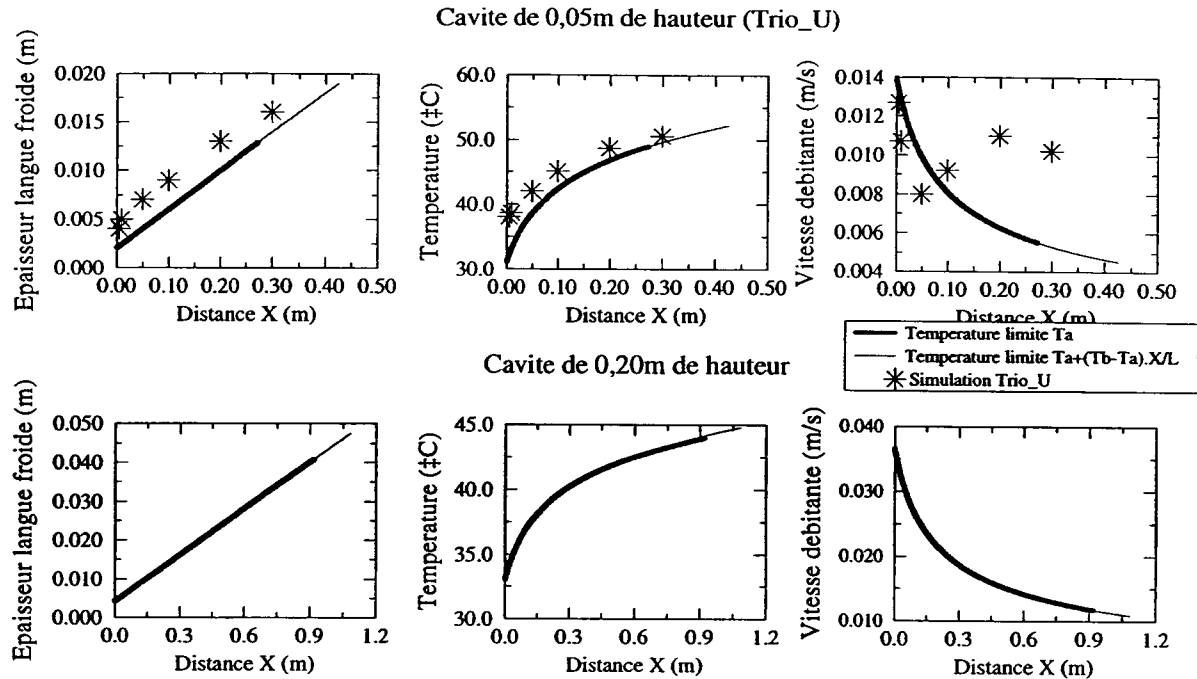 Cavite de 0,05m de hauteur (Trio_U)
Epaisseur langue froide (m)
0.020
0.015
0.010
0.005
0.000
0.00 0.10 0.20 0.30 0.40 0.50
Distance X (m)
Temperature (‡C)
60.0
50.0
40.0
30.0
0.00 0.10 0.20 0.30 0.40 0.50
Distance X (m)
Vitesse debitante (m/s)
0.014
0.012
0.010
0.008
0.006
0.004
0.00 0.10 0.20 0.30 0.40 0.50
Distance X (m)
Temperature limite Ta
Temperature limite Ta+(Tb-Ta).X/L
Simulation Trio_U
Cavite de 0,20m de hauteur
Epaisseur langue froide (m)
0.050
0.040
0.030
0.020
0.010
0.000
0.0 0.3 0.6 0.9 1.2
Distance X (m)
Temperature (‡C)
45.0
40.0
35.0
30.0
0.0 0.3 0.6 0.9 1.2
Distance X (m)
Vitesse debitante (m/s)
0.040
0.030
0.020
0.010
0.0 0.3 0.6 0.9 1.2
Distance X (m)